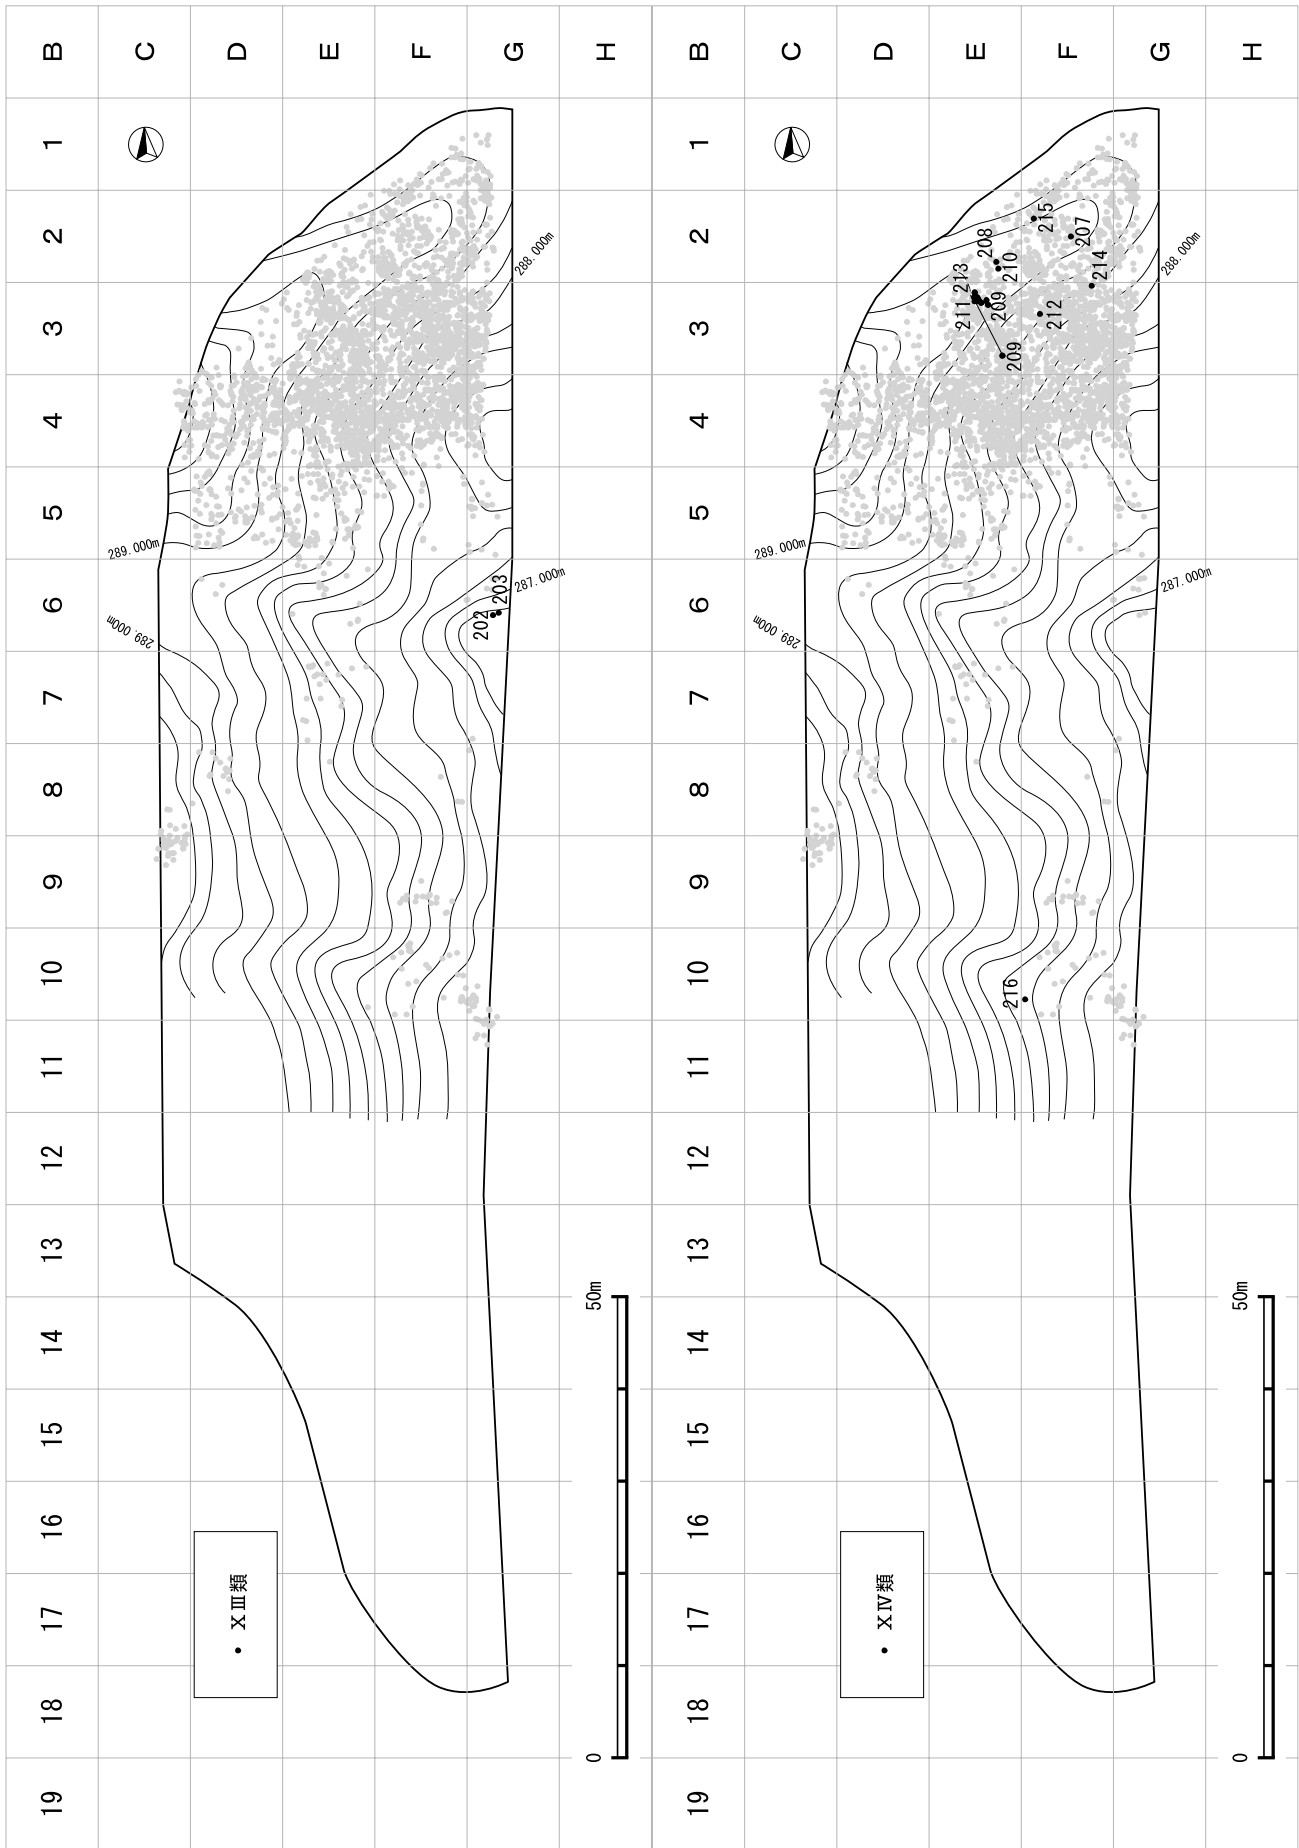 B
C
D
E
F
G
H
1
2
3
4
5
6
7
8
9
10
11
12
13
14
15
16
17
18
19
288.000m
289.000m
287.000m
289.000m
202
203
ⅩⅢ類
0
50m
B
C
D
E
F
G
H
1
2
3
4
5
6
7
8
9
10
11
12
13
14
15
16
17
18
19
215
207
208
210
214
213
211
209
212
209
288.000m
289.000m
287.000m
289.000m
216
ⅩⅣ類
0
50m